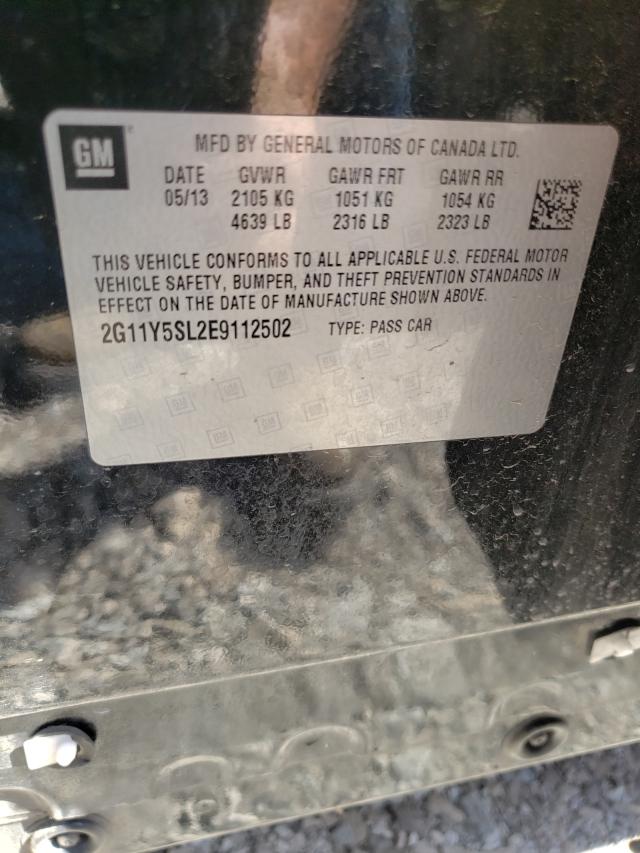 GM
MFD BY GENERAL MOTORS OF CANADA LTD.
DATE GVWR GAWR FRT GAWR RR
05/13 2105 KG 1051 KG 1054 KG
4639 LB 2316 LB 2323 LB
THIS VEHICLE CONFORMS TO ALL APPLICABLE U.S. FEDERAL MOTOR
VEHICLE SAFETY, BUMPER, AND THEFT PREVENTION STANDARDS IN
EFFECT ON THE DATE OF MANUFACTURE SHOWN ABOVE.
2G11Y5SL2E9112502 TYPE: PASS CAR